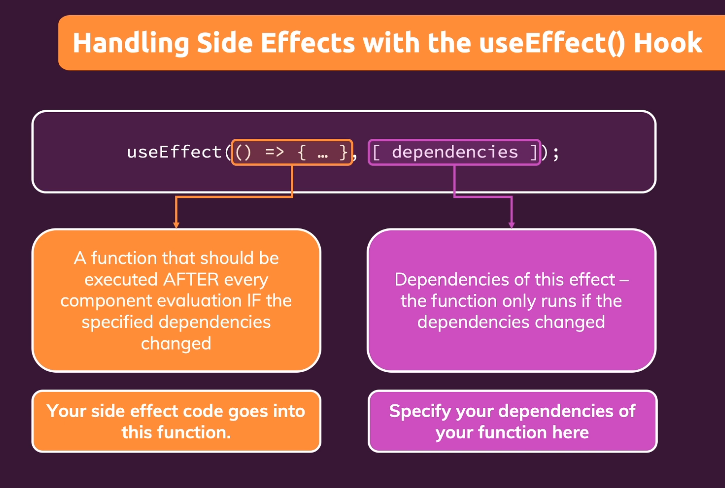 Handling Side Effects with the useEffect() Hook
useEffect(() => { … }, [ dependencies ]);
A function that should be
executed AFTER every
component evaluation IF the
specified dependencies
changed
Dependencies of this effect –
the function only runs if the
dependencies changed
Your side effect code goes into
this function.
Specify your dependencies of
your function here